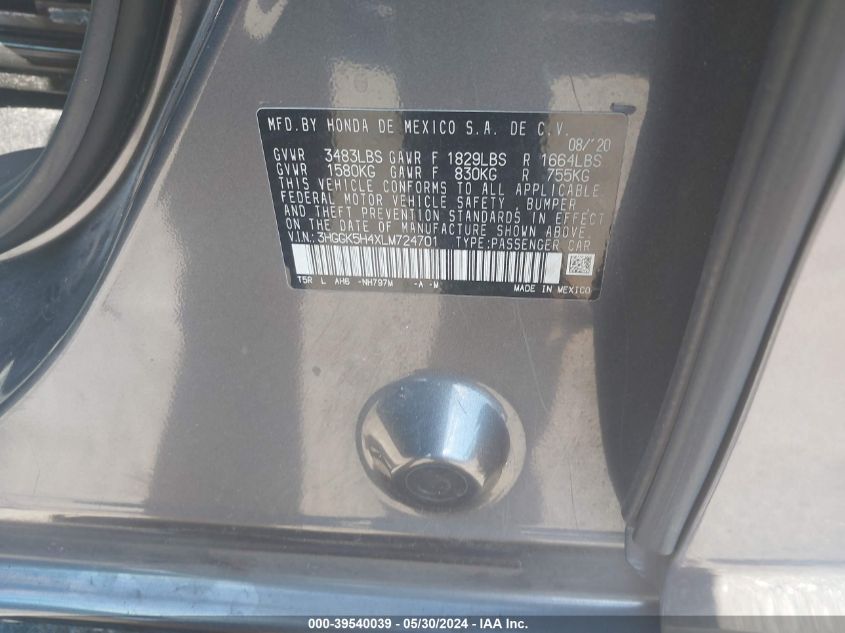 MFD.BY HONDA DE MEXICO S.A. DE C.V.
08/'20
GVWR 3483LBS GAWR F 1829LBS R 1664LBS
GVWR 1580KG GAWR F 830KG R 755KG
THIS VEHICLE CONFORMS TO ALL APPLICABLE
FEDERAL MOTOR VEHICLE SAFETY, BUMPER
AND THEFT PREVENTION STANDARDS IN EFFECT
ON THE DATE OF MANUFACTURE SHOWN ABOVE.
VIN:3HGGK5H4XLM724701 TYPE:PASSENGER CAR
T5R L AH6 -NH797M -A -M-
MADE IN MEXICO
000-39540039 - 05/30/2024 - IAA Inc.